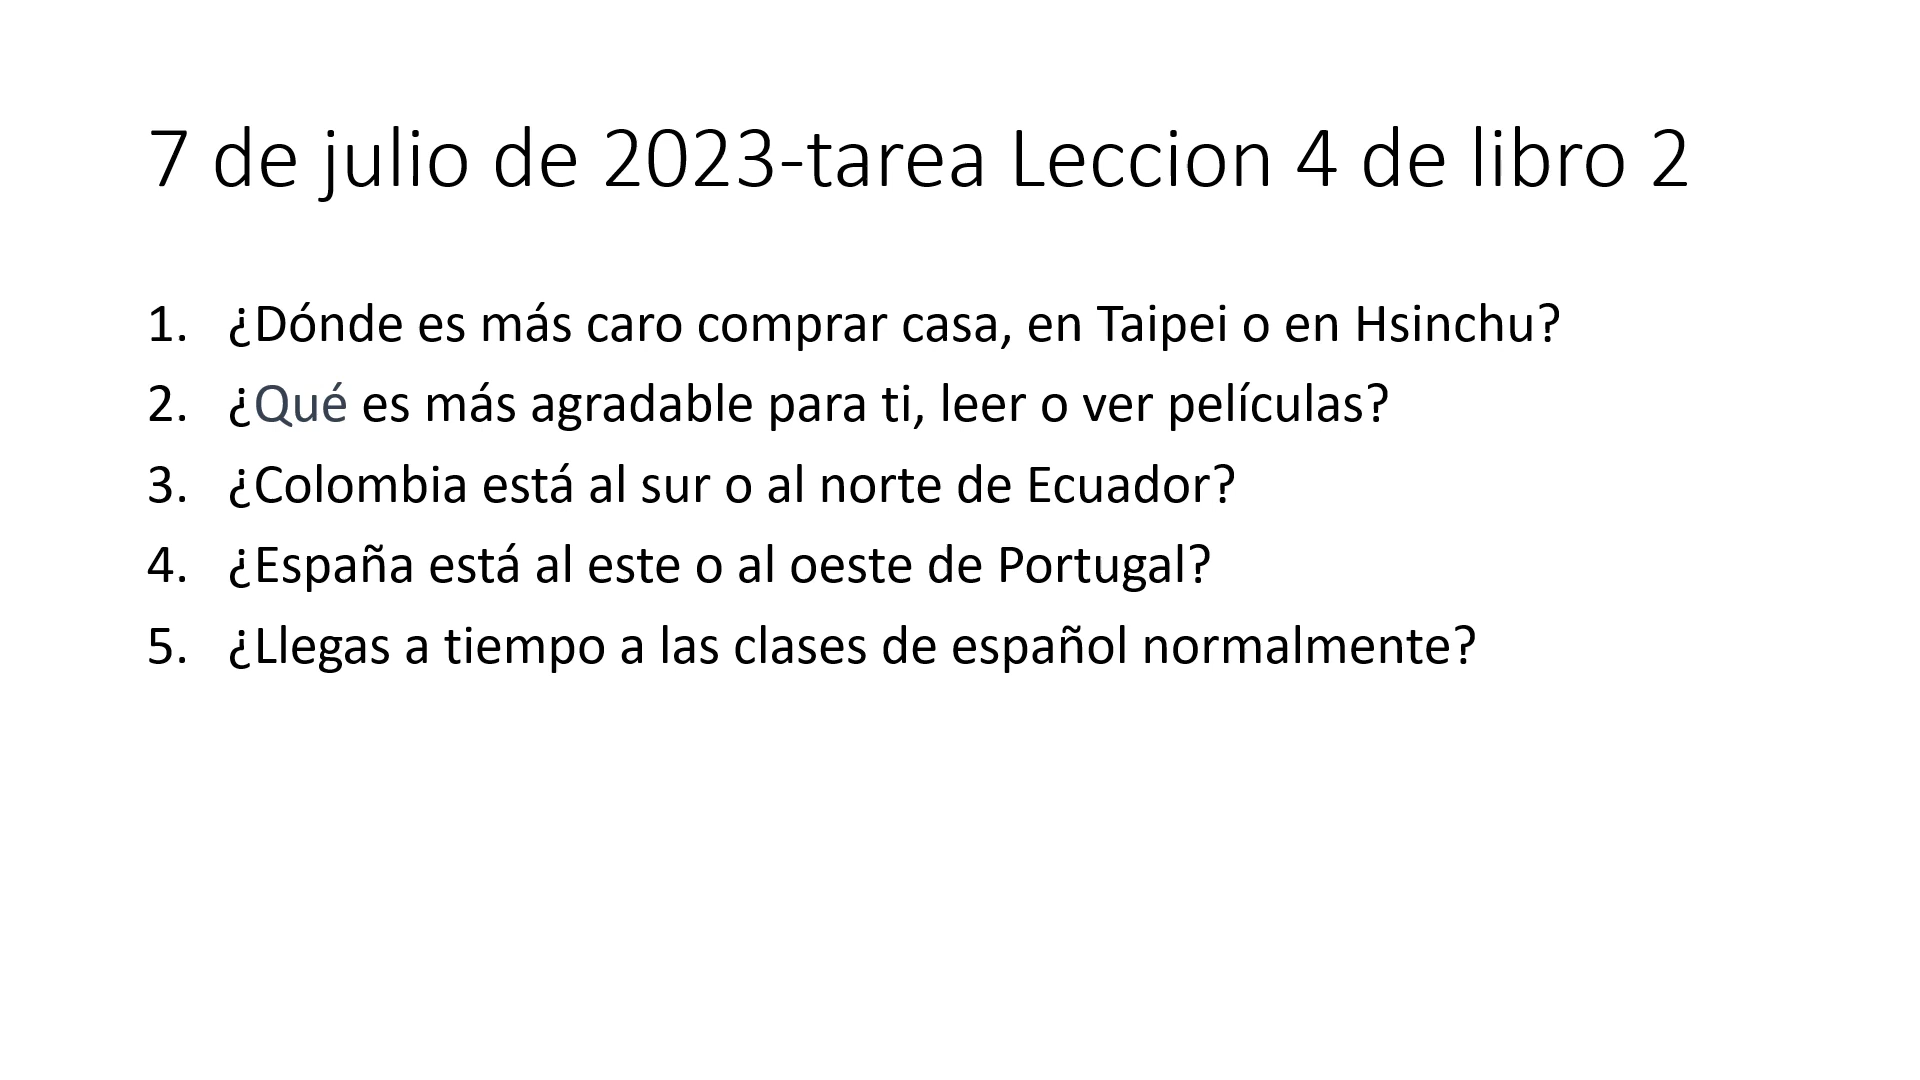 7 de julio de 2023-tarea Leccion 4 de libro 2
1. ¿Dónde es más caro comprar casa, en Taipei o en Hsinchu?
2. ¿Qué es más agradable para ti, leer o ver películas?
3. ¿Colombia está al sur o al norte de Ecuador?
4. ¿España está al este o al oeste de Portugal?
5. ¿Llegas a tiempo a las clases de español normalmente?